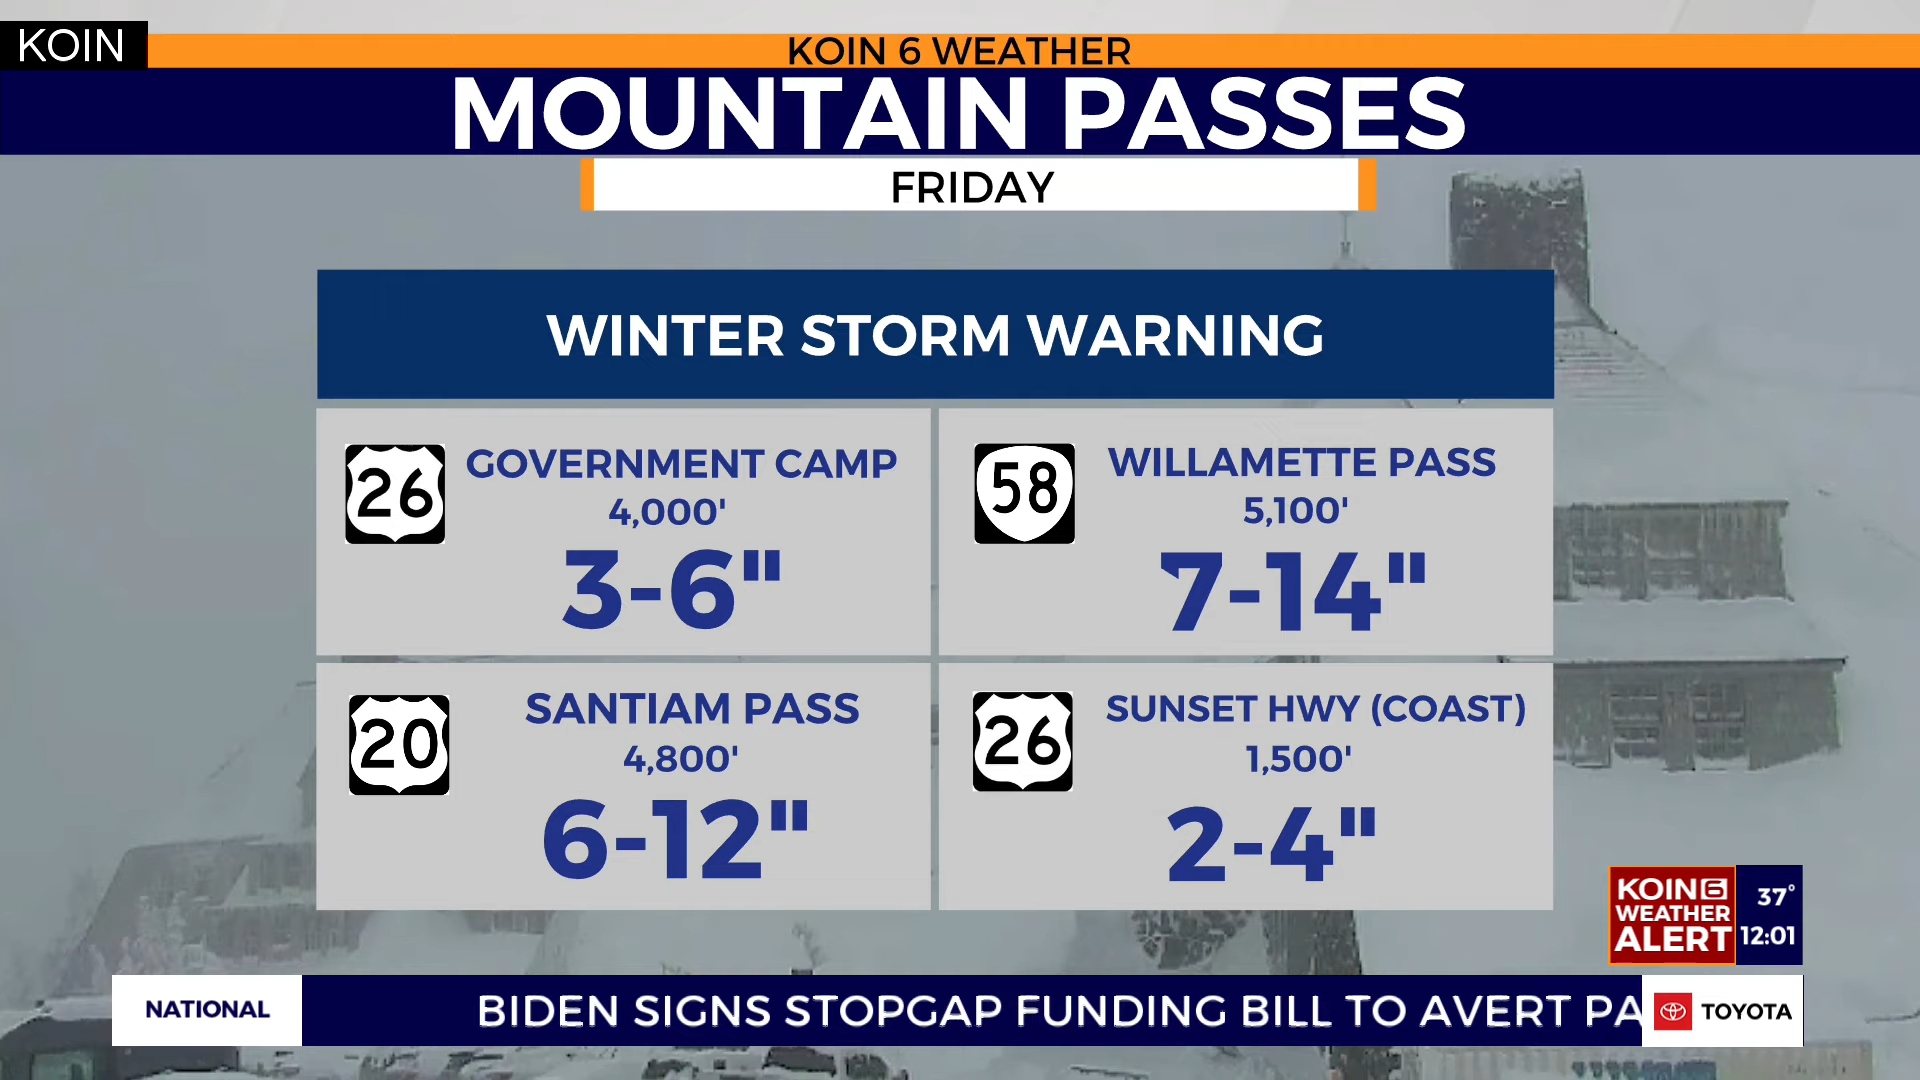 KOIN
KOIN 6 WEATHER
MOUNTAIN PASSES
FRIDAY
WINTER STORM WARNING
26
GOVERNMENT CAMP
4,000'
3-6"
58
WILLAMETTE PASS
5,100'
7-14"
20
SANTIAM PASS
4,800'
6-12"
26
SUNSET HWY (COAST)
1,500'
2-4"
KOIN 6
WEATHER
ALERT
37°
12:01
NATIONAL
BIDEN SIGNS STOPGAP FUNDING BILL TO AVERT PA
TOYOTA